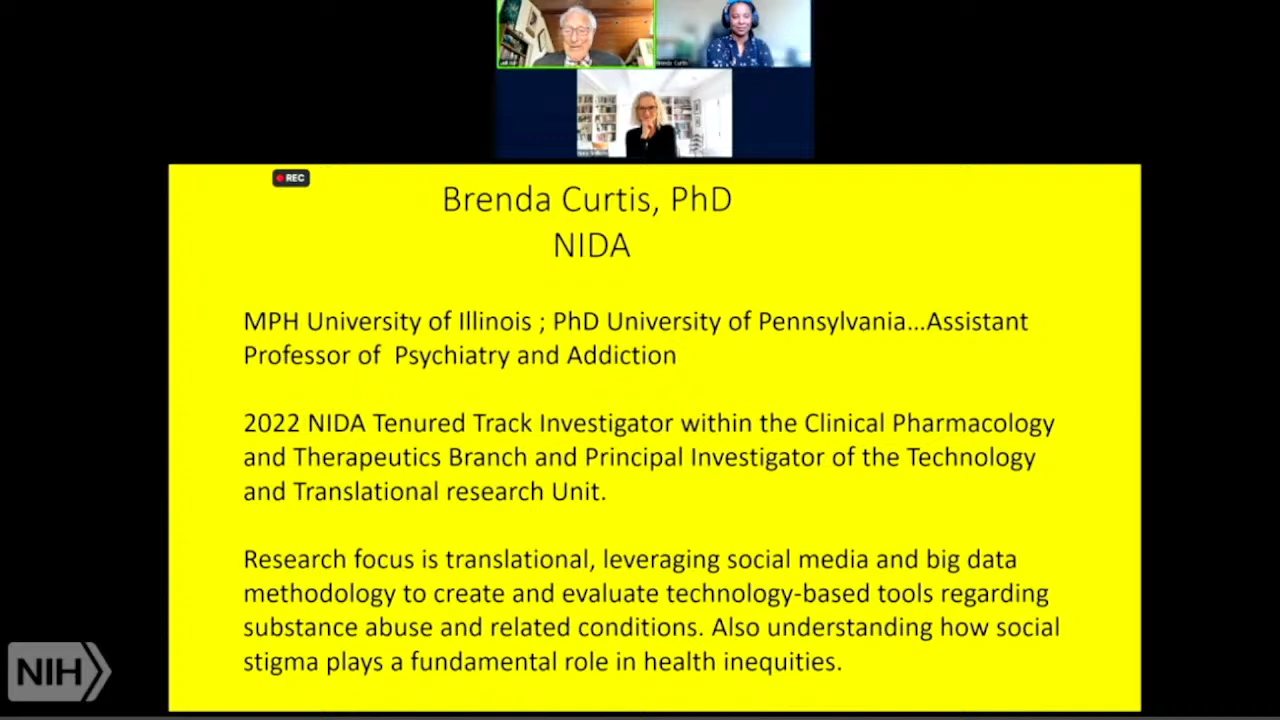 Brenda Curtis
REC
Brenda Curtis, PhD
NIDA
MPH University of Illinois ; PhD University of Pennsylvania...Assistant
Professor of  Psychiatry and Addiction
2022 NIDA Tenured Track Investigator within the Clinical Pharmacology
and Therapeutics Branch and Principal Investigator of the Technology
and Translational research Unit.
Research focus is translational, leveraging social media and big data
methodology to create and evaluate technology-based tools regarding
substance abuse and related conditions. Also understanding how social
stigma plays a fundamental role in health inequities.
NIH